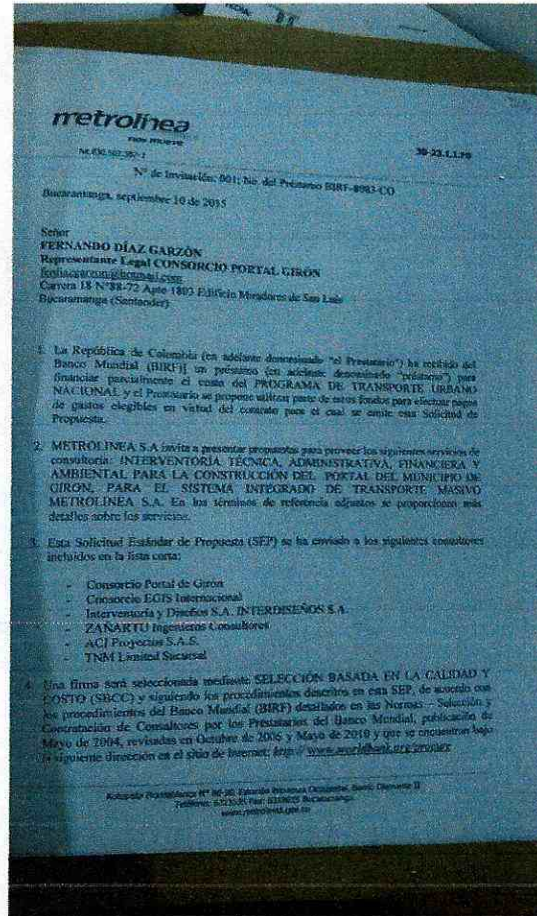 metrolínea
nos mueve
N° de Invitación: 001; No. del Préstamo BIRF-8083-CO
Bucaramanga, septiembre 10 de 2015
Señor
FERNANDO DÍAZ GARZÓN
Representante Legal CONSORCIO PORTAL GIRÓN
Carrera 18 N°88-72 Apto 1803 Edificio Miradores de San Luis
Bucaramanga (Santander)
1. La República de Colombia (en adelante denominado "el Prestatario") ha recibido del
Banco Mundial (BIRF)] un préstamo (en adelante denominado "préstamo") para
financiar parcialmente el costo del PROGRAMA DE TRANSPORTE URBANO
NACIONAL y el Prestatario se propone utilizar parte de estos fondos para efectuar pagos
de gastos elegibles en virtud del contrato para el cual se emite esta Solicitud de
Propuesta.
2. METROLINEA S.A invita a presentar propuestas para proveer los siguientes servicios de
consultoría: INTERVENTORÍA TÉCNICA, ADMINISTRATIVA, FINANCIERA Y
AMBIENTAL PARA LA CONSTRUCCIÓN DEL PORTAL DEL MUNICIPIO DE
GIRON, PARA EL SISTEMA INTEGRADO DE TRANSPORTE MASIVO
METROLINEA S.A. En los términos de referencia adjuntos se proporcionan más
detalles sobre los servicios.
3. Esta Solicitud Estándar de Propuesta (SEP) se ha enviado a los siguientes consultores
incluidos en la lista corta:
- Consorcio Portal de Girón
- Consorcio EGIS Internacional
- Interventoría y Diseños S.A. INTERDISEÑOS S.A.
- ZAÑARTU Ingenieros Consultores
- ACI Proyectos S.A.S.
- TNM Limited Sucursal
4. Una firma será seleccionada mediante SELECCIÓN BASADA EN LA CALIDAD Y
COSTO (SBCC) y siguiendo los procedimientos descritos en esta SEP, de acuerdo con
los procedimientos del Banco Mundial (BIRF) detallados en las Normas – Selección y
Contratación de Consultores por los Prestatarios del Banco Mundial, publicación de
Mayo de 2004, revisadas en Octubre de 2006 y Mayo de 2010 y que se encuentran bajo
la siguiente dirección en el sitio de Internet: http:// www.worldbank.org/procure